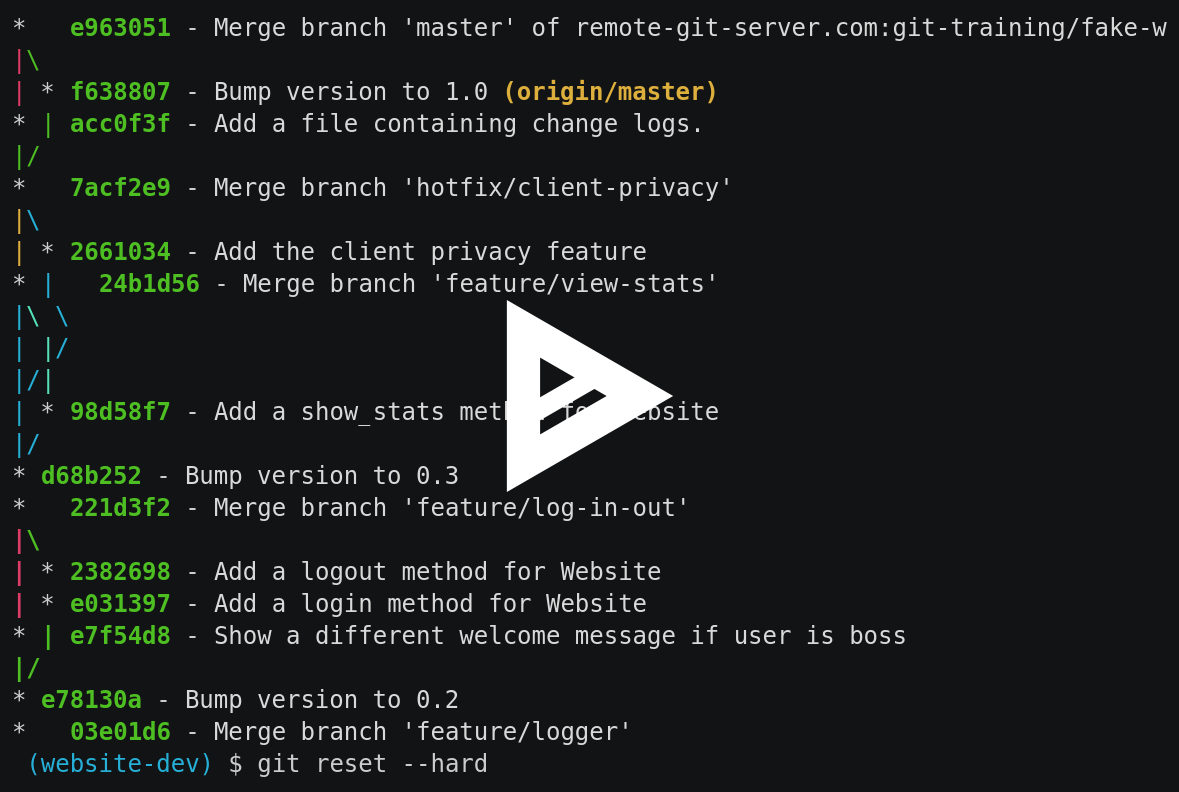 * e963051 - Merge branch 'master' of remote-git-server.com:git-training/fake-w
|\
| * f638807 - Bump version to 1.0 (origin/master)
* | acc0f3f - Add a file containing change logs.
|/
* 7acf2e9 - Merge branch 'hotfix/client-privacy'
|\
| * 2661034 - Add the client privacy feature
* | 24b1d56 - Merge branch 'feature/view-stats'
|\ \
| |/
|/|
| * 98d58f7 - Add a show_stats
|/
* d68b252 - Bump version to 0.3
* 221d3f2 - Merge branch 'feature/log-in-out'
|\
| * 2382698 - Add a logout method for Website
| * e031397 - Add a login method for Website
* | e7f54d8 - Show a different welcome message if user is boss
|/
* e78130a - Bump version to 0.2
* 03e01d6 - Merge branch 'feature/logger'
(website-dev) $ git reset --hard